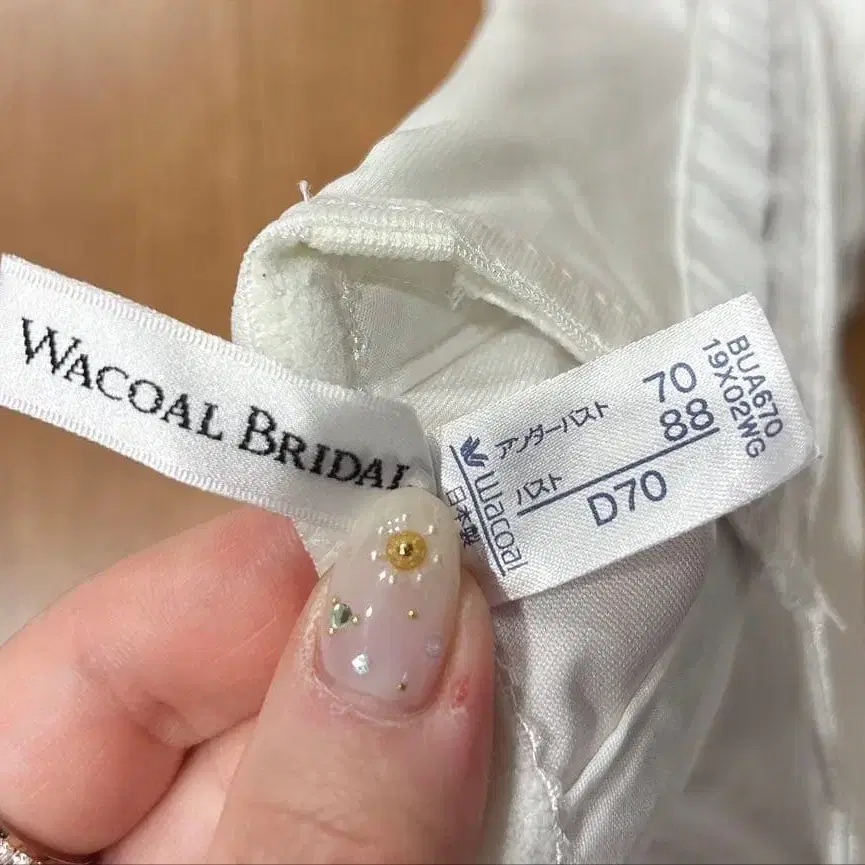 WACOAL BRIDAL
Wacoal
日本製
アンダーバスト 70
バスト 88
D70
BUA670
19X02WG